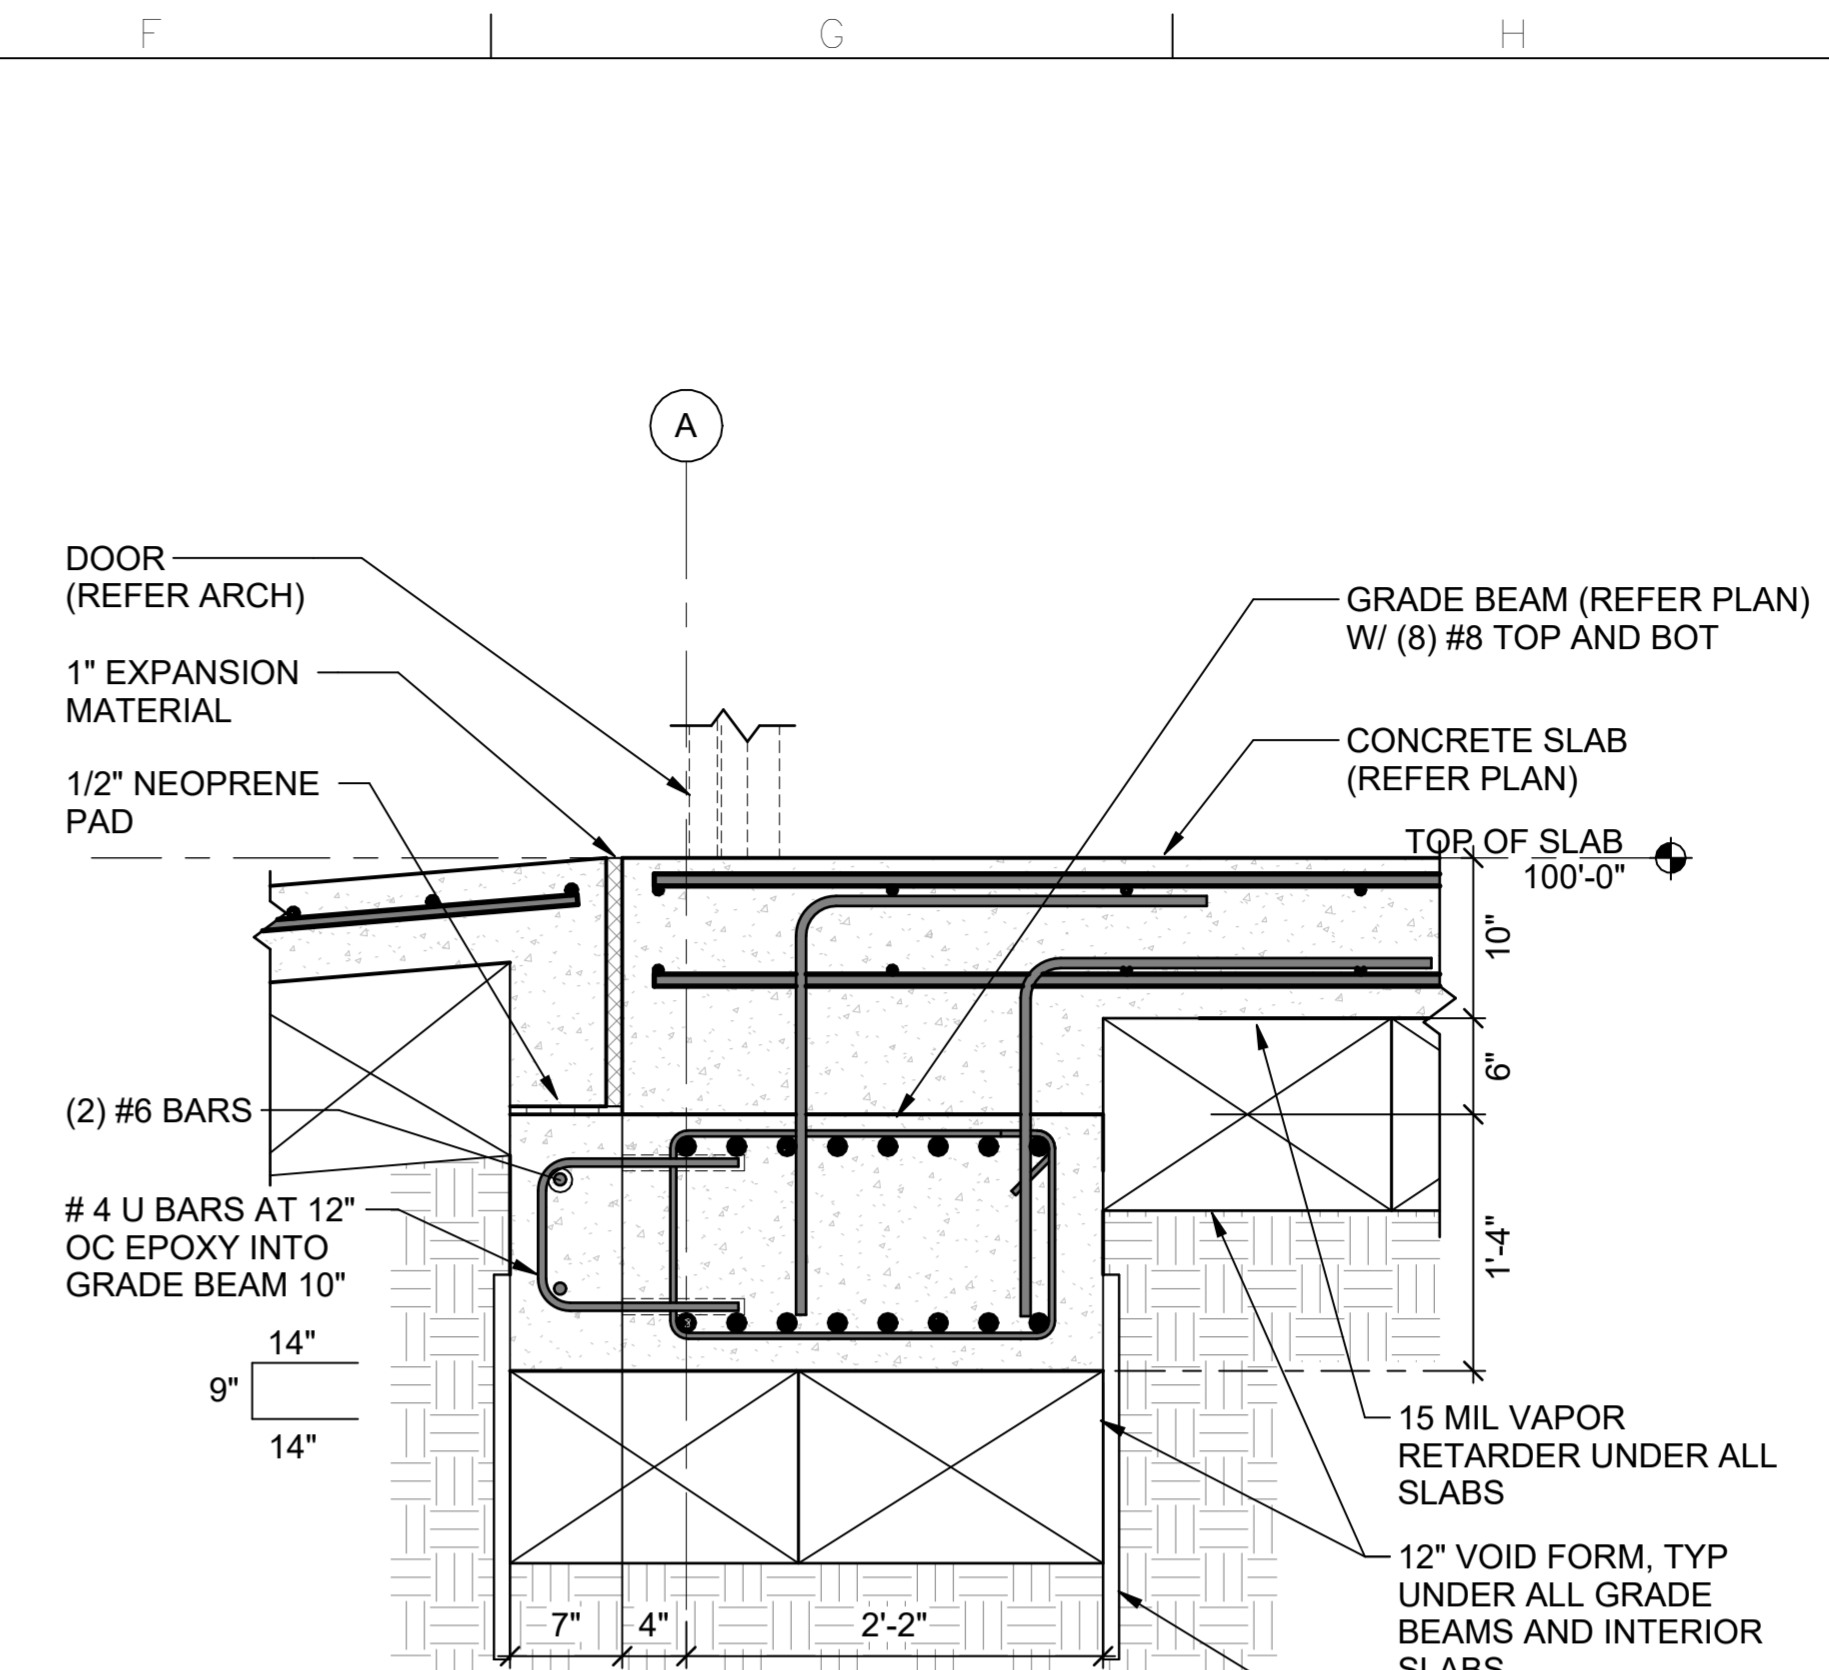 F
G
H
A
DOOR
(REFER ARCH)
1" EXPANSION
MATERIAL
1/2" NEOPRENE
PAD
(2) #6 BARS
# 4 U BARS AT 12"
OC EPOXY INTO
GRADE BEAM 10"
14"
9"
14"
GRADE BEAM (REFER PLAN)
W/ (8) #8 TOP AND BOT
CONCRETE SLAB
(REFER PLAN)
TOP OF SLAB
100'-0"
10"
6"
1'-4"
15 MIL VAPOR
RETARDER UNDER ALL
SLABS
12" VOID FORM, TYP
UNDER ALL GRADE
BEAMS AND INTERIOR
SLABS
7"
4"
2'-2"